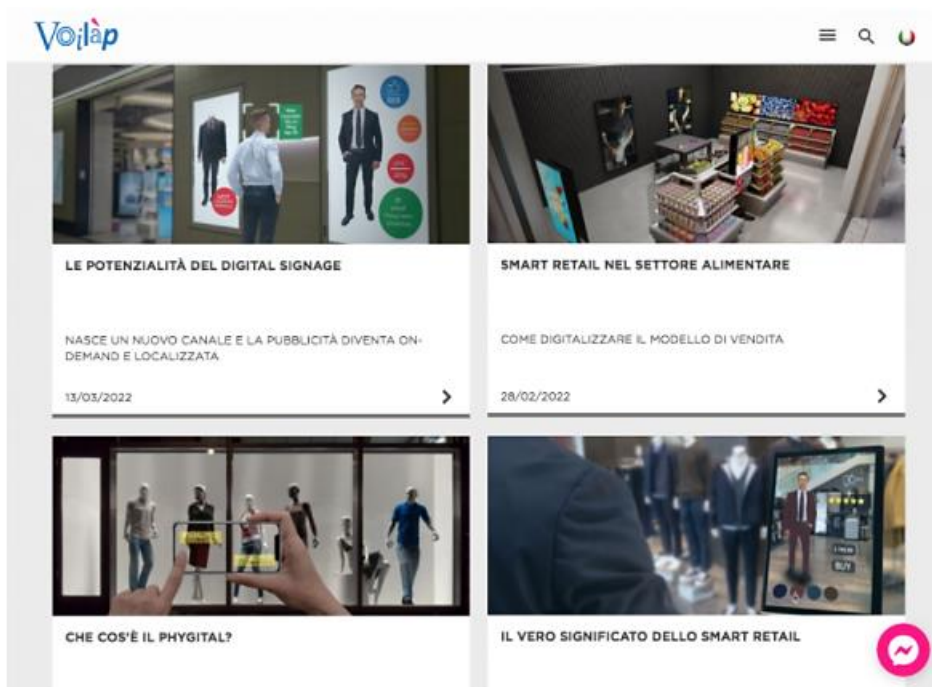 Voilàp
LE POTENZIALITÀ DEL DIGITAL SIGNAGE
NASCE UN NUOVO CANALE E LA PUBBLICITÀ DIVENTA ON-
DEMAND E LOCALIZZATA
13/03/2022
SMART RETAIL NEL SETTORE ALIMENTARE
COME DIGITALIZZARE IL MODELLO DI VENDITA
28/02/2022
BUY
CHE COS'È IL PHYGITAL?
IL VERO SIGNIFICATO DELLO SMART RETAIL